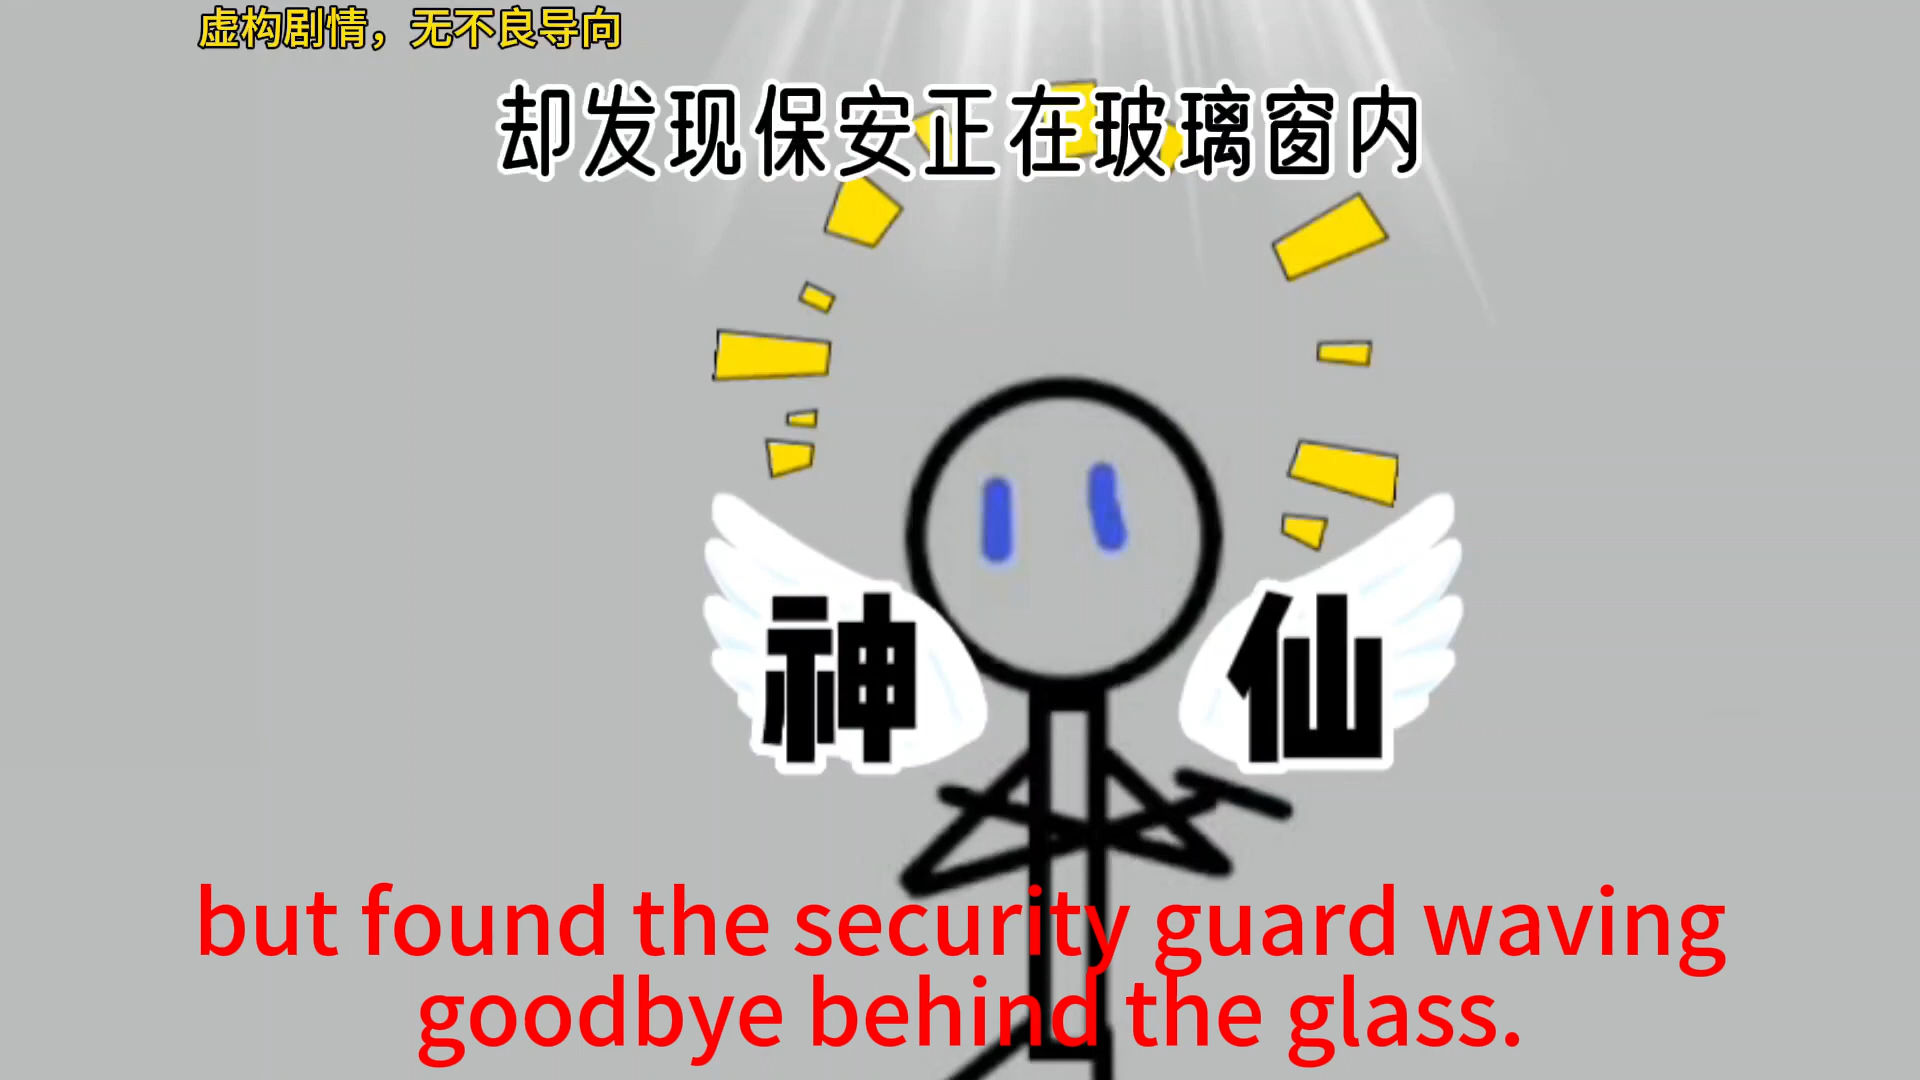 虚构剧情，无不良导向
却发现保安正在玻璃窗内
神 仙
but found the security guard waving
goodbye behind the glass.